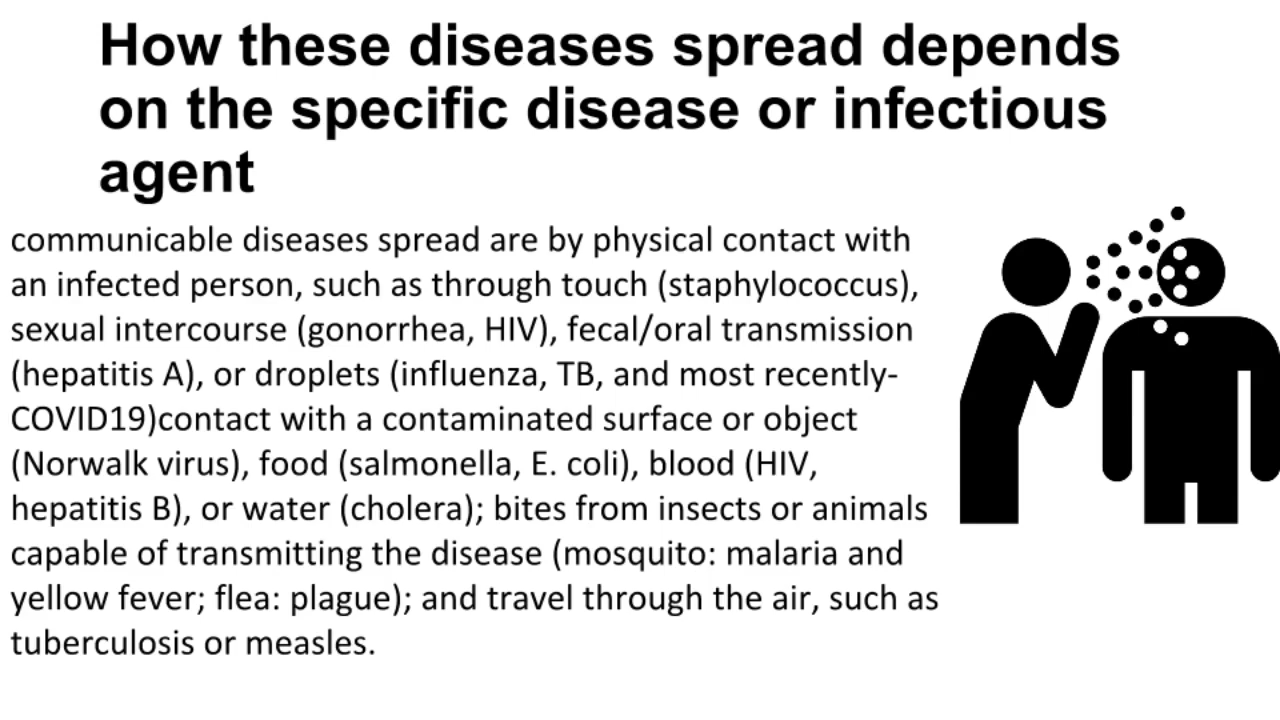 How these diseases spread depends
on the specific disease or infectious
agent
communicable diseases spread are by physical contact with
an infected person, such as through touch (staphylococcus),
sexual intercourse (gonorrhea, HIV), fecal/oral transmission
(hepatitis A), or droplets (influenza, TB, and most recently-
COVID19)contact with a contaminated surface or object
(Norwalk virus), food (salmonella, E. coli), blood (HIV,
hepatitis B), or water (cholera); bites from insects or animals
capable of transmitting the disease (mosquito: malaria and
yellow fever; flea: plague); and travel through the air, such as
tuberculosis or measles.